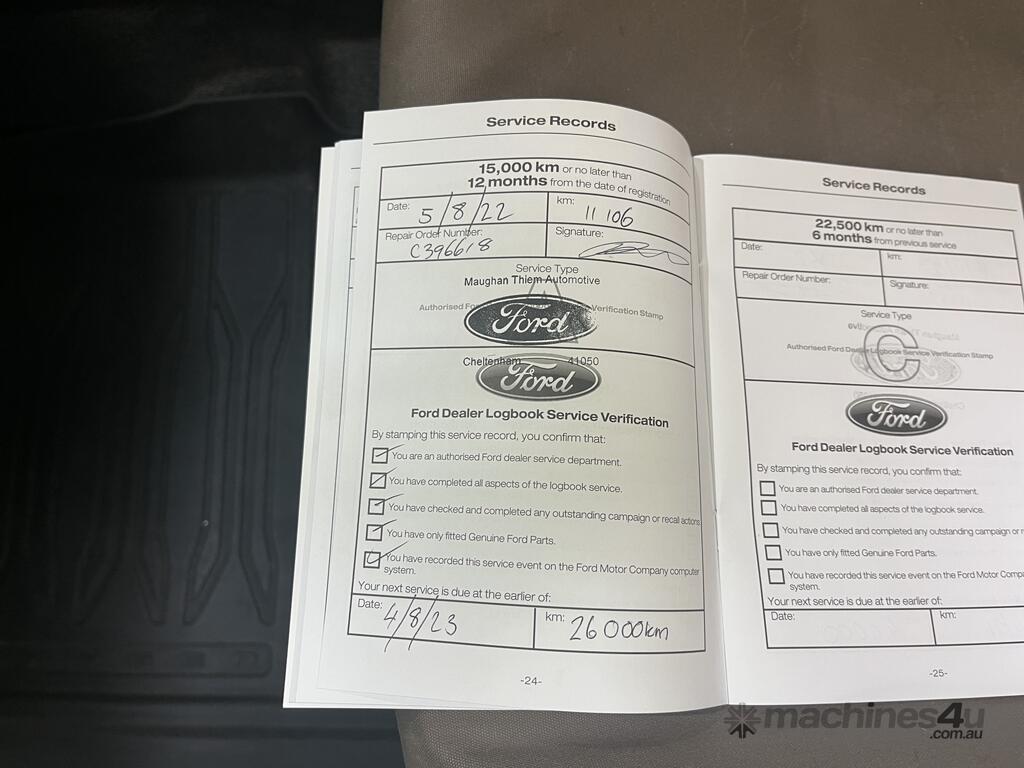 Service Records
15,000 km or no later than
12 months from the date of registration
Date: 5/8/22
km: 11 106
Repair Order Number: C396618
Signature:
Service Type
Maughan Thiem Automotive
Authorised Fo Verification Stamp
Ford
Cheltenham 41050
Ford
Ford Dealer Logbook Service Verification
By stamping this service record, you confirm that:
You are an authorised Ford dealer service department.
You have completed all aspects of the logbook service.
You have checked and completed any outstanding campaign or recall actions
You have only fitted Genuine Ford Parts.
You have recorded this service event on the Ford Motor Company computer
system.
Your next service is due at the earlier of:
Date: 4/8/23
km: 26 000km
-24-
Service Records
22,500 km or no later than
6 months from previous service
Date:
km:
Repair Order Number:
Signature:
Service Type
C
Authorised Ford Dealer Logbook Service Verification Stamp
Ford
Ford Dealer Logbook Service Verification
By stamping this service record, you confirm that:
You are an authorised Ford dealer service department.
You have completed all aspects of the logbook service.
You have checked and completed any outstanding campaign or r
You have only fitted Genuine Ford Parts.
You have recorded this service event on the Ford Motor Compa
system.
Your next service is due at the earlier of:
Date:
km:
-25-
machines4u
.com.au